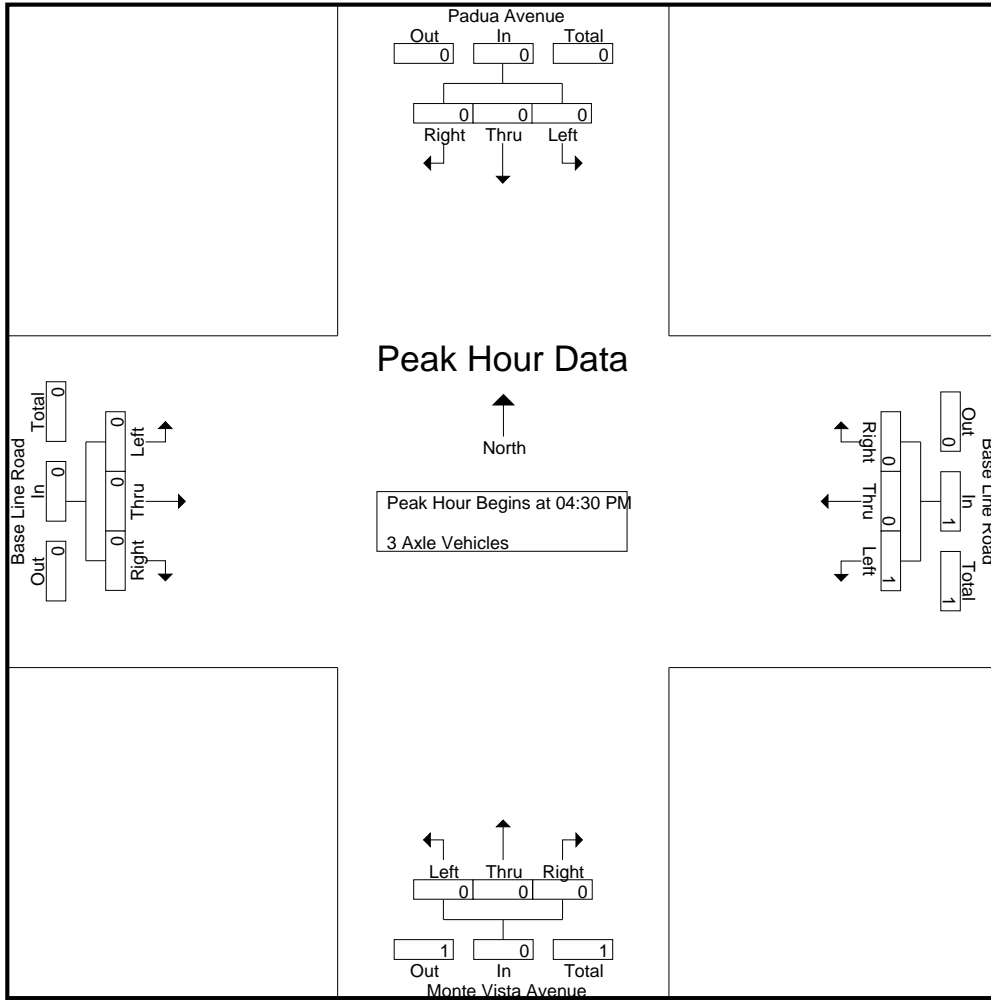 Padua Avenue
Out In Total
0 0 0
0 0 0
Right Thru Left
Peak Hour Data
North
Peak Hour Begins at 04:30 PM
3 Axle Vehicles
Base Line Road
Total In Out
0 0 0
0 0 0
Left Thru Right
Base Line Road
Out In Total
0 1 1
0 0 1
Right Thru Left
Left Thru Right
0 0 0
1 0 1
Out In Total
Monte Vista Avenue